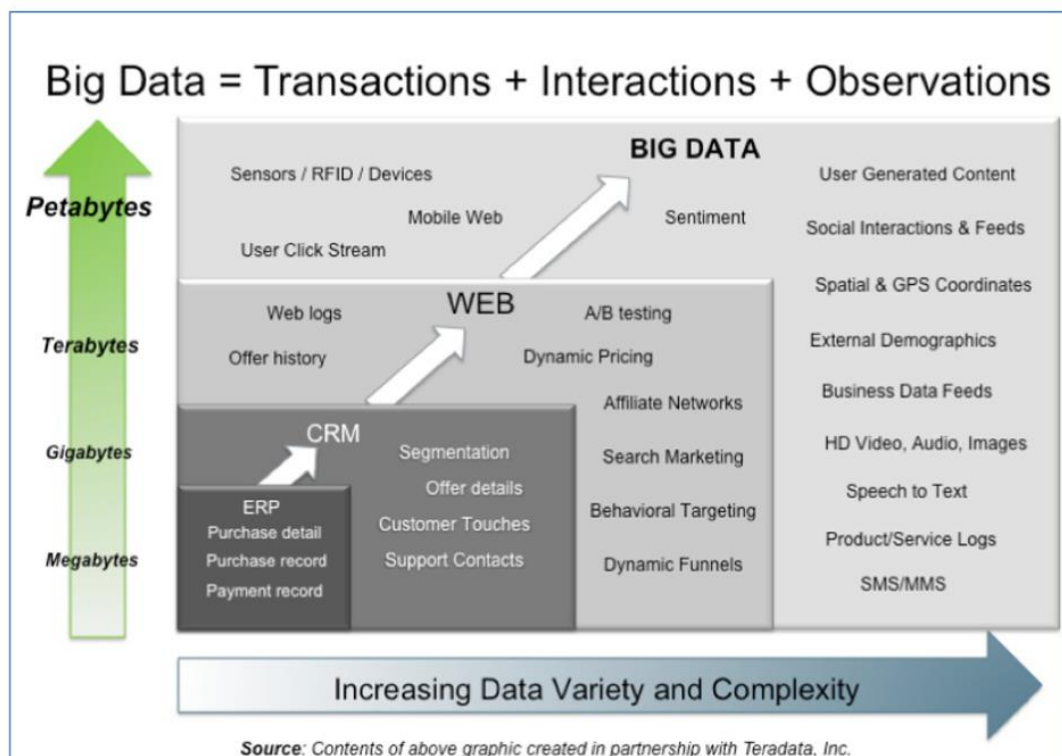 Big Data = Transactions + Interactions + Observations
BIG DATA
Sensors / RFID / Devices
User Generated Content
Petabytes
Mobile Web
Sentiment
Social Interactions & Feeds
User Click Stream
Spatial & GPS Coordinates
WEB
Web logs
A/B testing
External Demographics
Terabytes
Offer history
Dynamic Pricing
Business Data Feeds
Affiliate Networks
CRM
HD Video, Audio, Images
Gigabytes
Segmentation
Search Marketing
Offer details
Speech to Text
ERP
Purchase detail
Customer Touches
Behavioral Targeting
Product/Service Logs
Megabytes
Purchase record
Support Contacts
Dynamic Funnels
SMS/MMS
Payment record
Increasing Data Variety and Complexity
Source: Contents of above graphic created in partnership with Teradata, Inc.